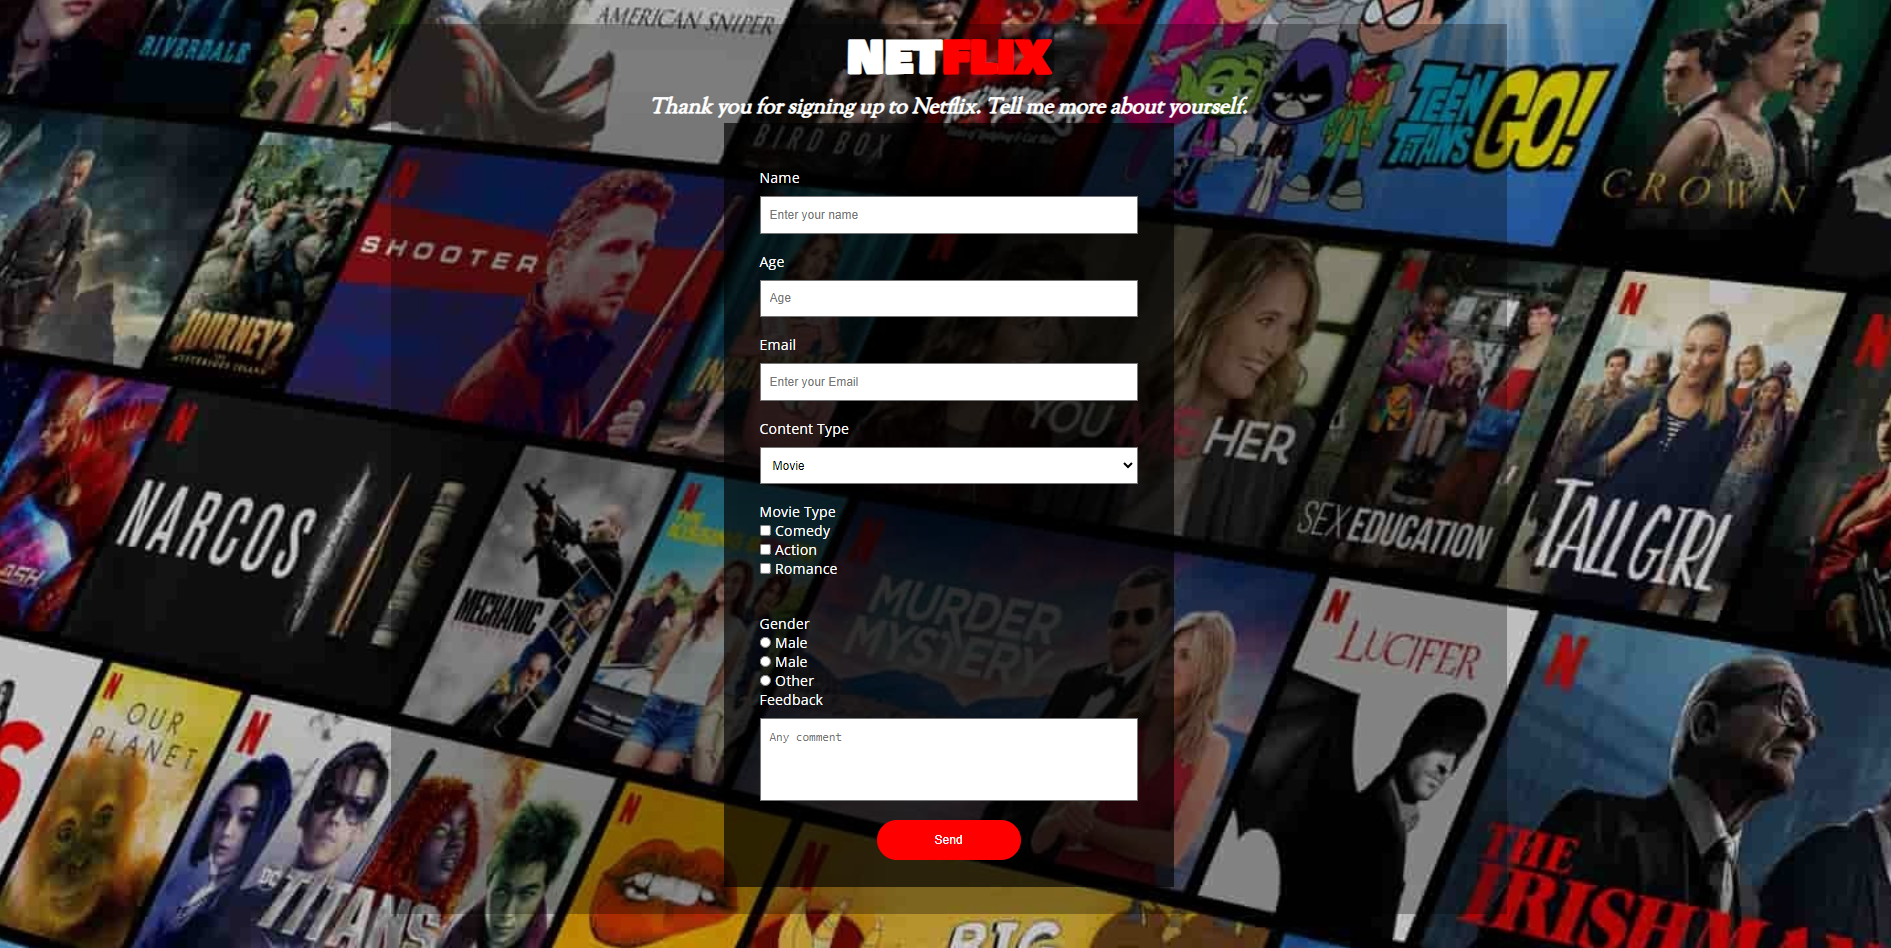 RIVERDALE
AMERICAN SNIPER
NETFLIX
Thank you for signing up to Netflix. Tell me more about yourself.
BIRD BOX
TEEN
TITANS
GO!
CROWN
Name
Enter your name
SHOOTER
Age
Age
JOURNEY 2
Email
Enter your Email
YOU ME HER
Content Type
Movie
NARCOS
SEX EDUCATION
TALL GIRL
Movie Type
Comedy
Action
Romance
MECHANIC
MURDER
MYSTERY
LUCIFER
Gender
Male
Male
Other
Feedback
Any comment
OUR
PLANET
Send
DC TITANS
THE
IRISHMAN
BIG